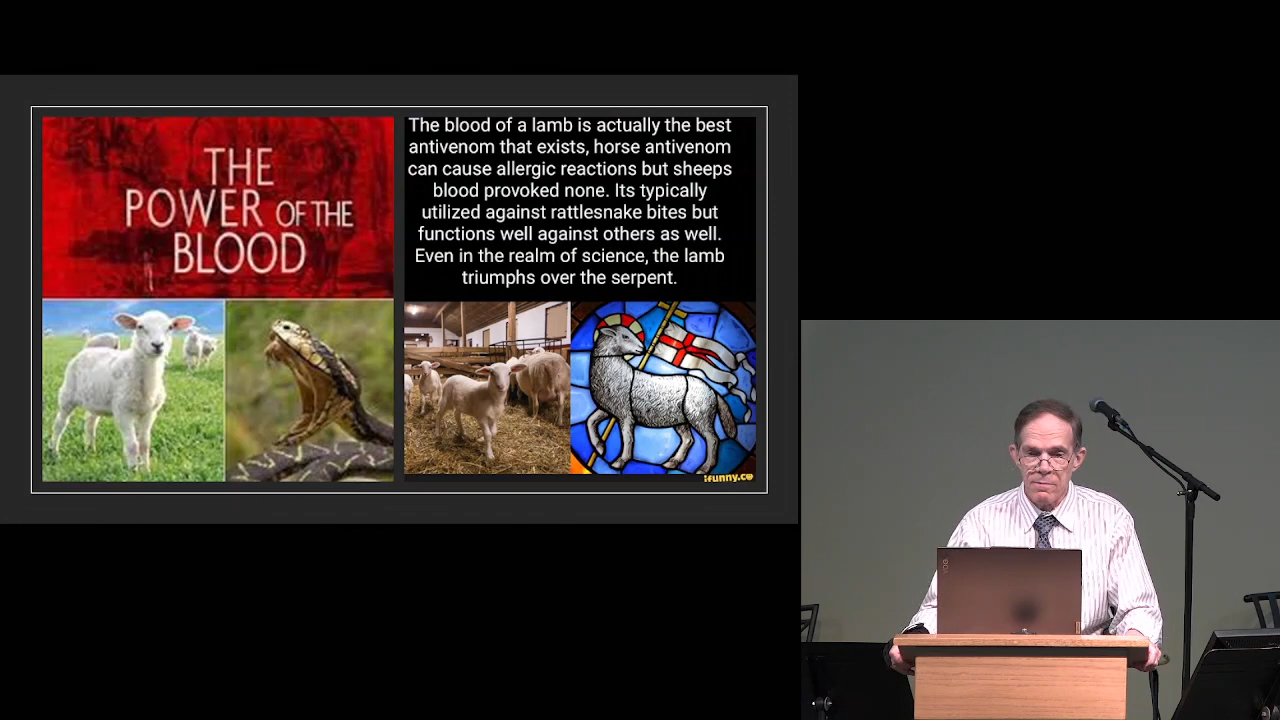 THE
POWER OF THE
BLOOD
The blood of a lamb is actually the best
antivenom that exists, horse antivenom
can cause allergic reactions but sheeps
blood provoked none. Its typically
utilized against rattlesnake bites but
functions well against others as well.
Even in the realm of science, the lamb
triumphs over the serpent.
ifunny.co
YOG